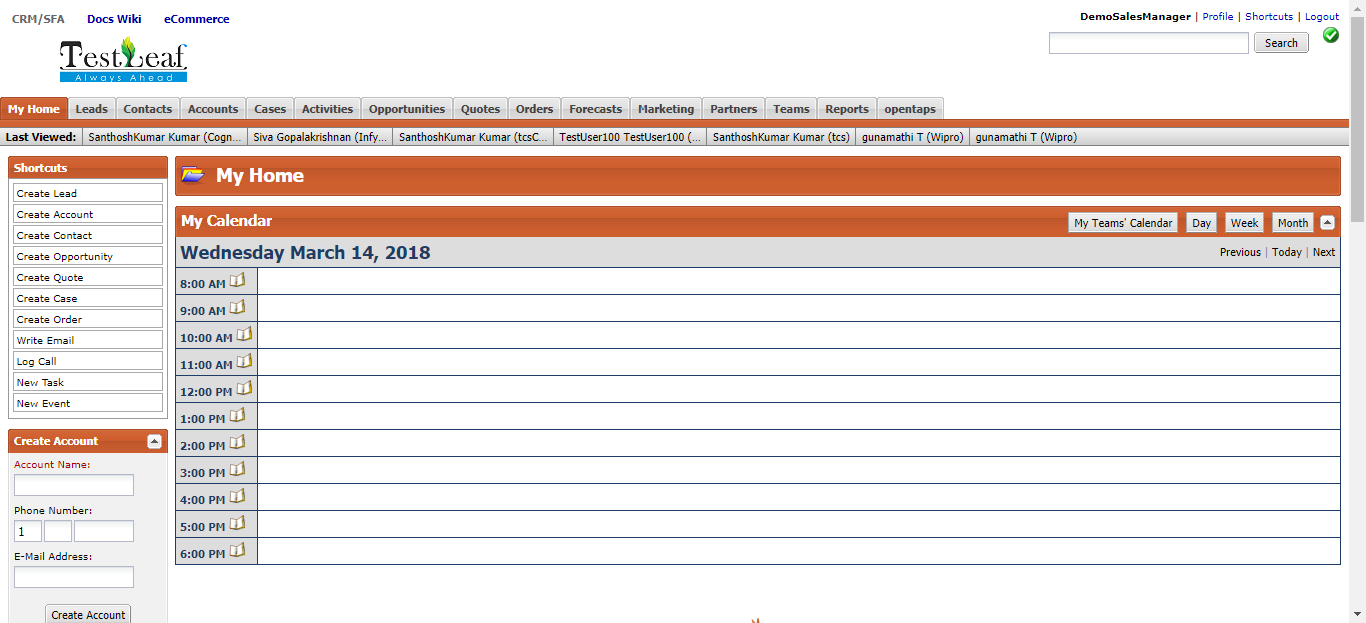 CRM/SFA Docs Wiki eCommerce
DemoSalesManager | Profile | Shortcuts | Logout
Search
TestLeaf
Always Ahead
My Home Leads Contacts Accounts Cases Activities Opportunities Quotes Orders Forecasts Marketing Partners Teams Reports opentaps
Last Viewed: SanthoshKumar Kumar (Cogn... Siva Gopalakrishnan (Infy... SanthoshKumar Kumar (tcsC... TestUser100 TestUser100 (... SanthoshKumar Kumar (tcs) gunamathi T (Wipro) gunamathi T (Wipro)
Shortcuts
Create Lead
Create Account
Create Contact
Create Opportunity
Create Quote
Create Case
Create Order
Write Email
Log Call
New Task
New Event
Create Account
Account Name:
Phone Number:
1
E-Mail Address:
Create Account
My Home
My Calendar My Teams' Calendar Day Week Month
Wednesday March 14, 2018 Previous | Today | Next
8:00 AM
9:00 AM
10:00 AM
11:00 AM
12:00 PM
1:00 PM
2:00 PM
3:00 PM
4:00 PM
5:00 PM
6:00 PM